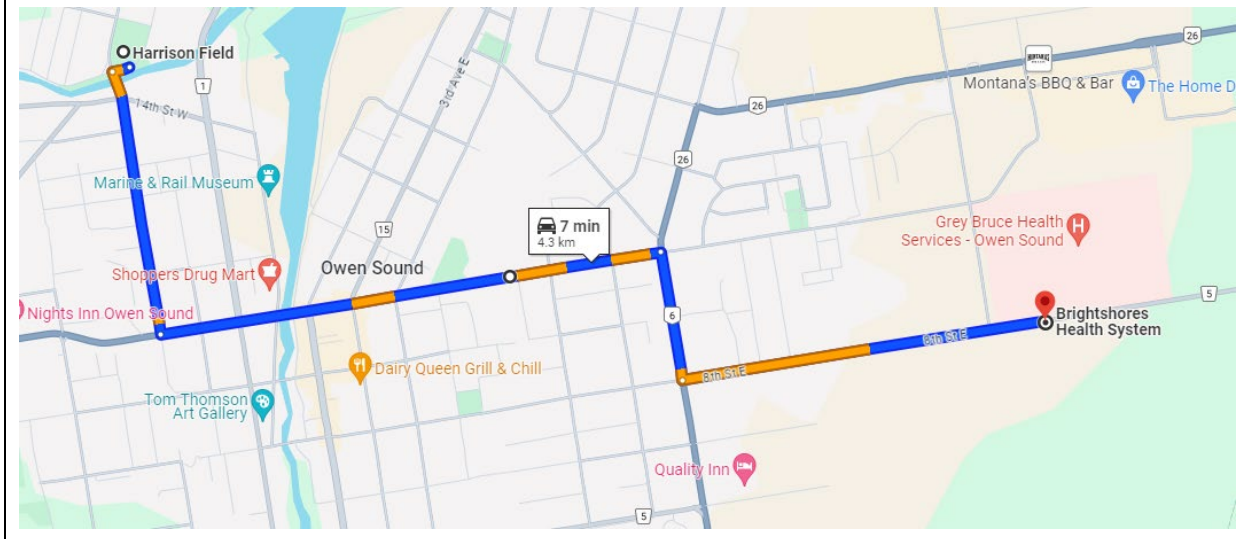 Harrison Field
1
14th St W
3rd Ave E
26
26
26
MONTANA'S
Montana's BBQ & Bar
The Home D
Marine & Rail Museum
15
7 min
4.3 km
Grey Bruce Health
Services - Owen Sound
H
Shoppers Drug Mart
Owen Sound
Nights Inn Owen Sound
6
5
Brightshores
Health System
8th St E
8th St E
Dairy Queen Grill & Chill
Tom Thomson
Art Gallery
Quality Inn
5